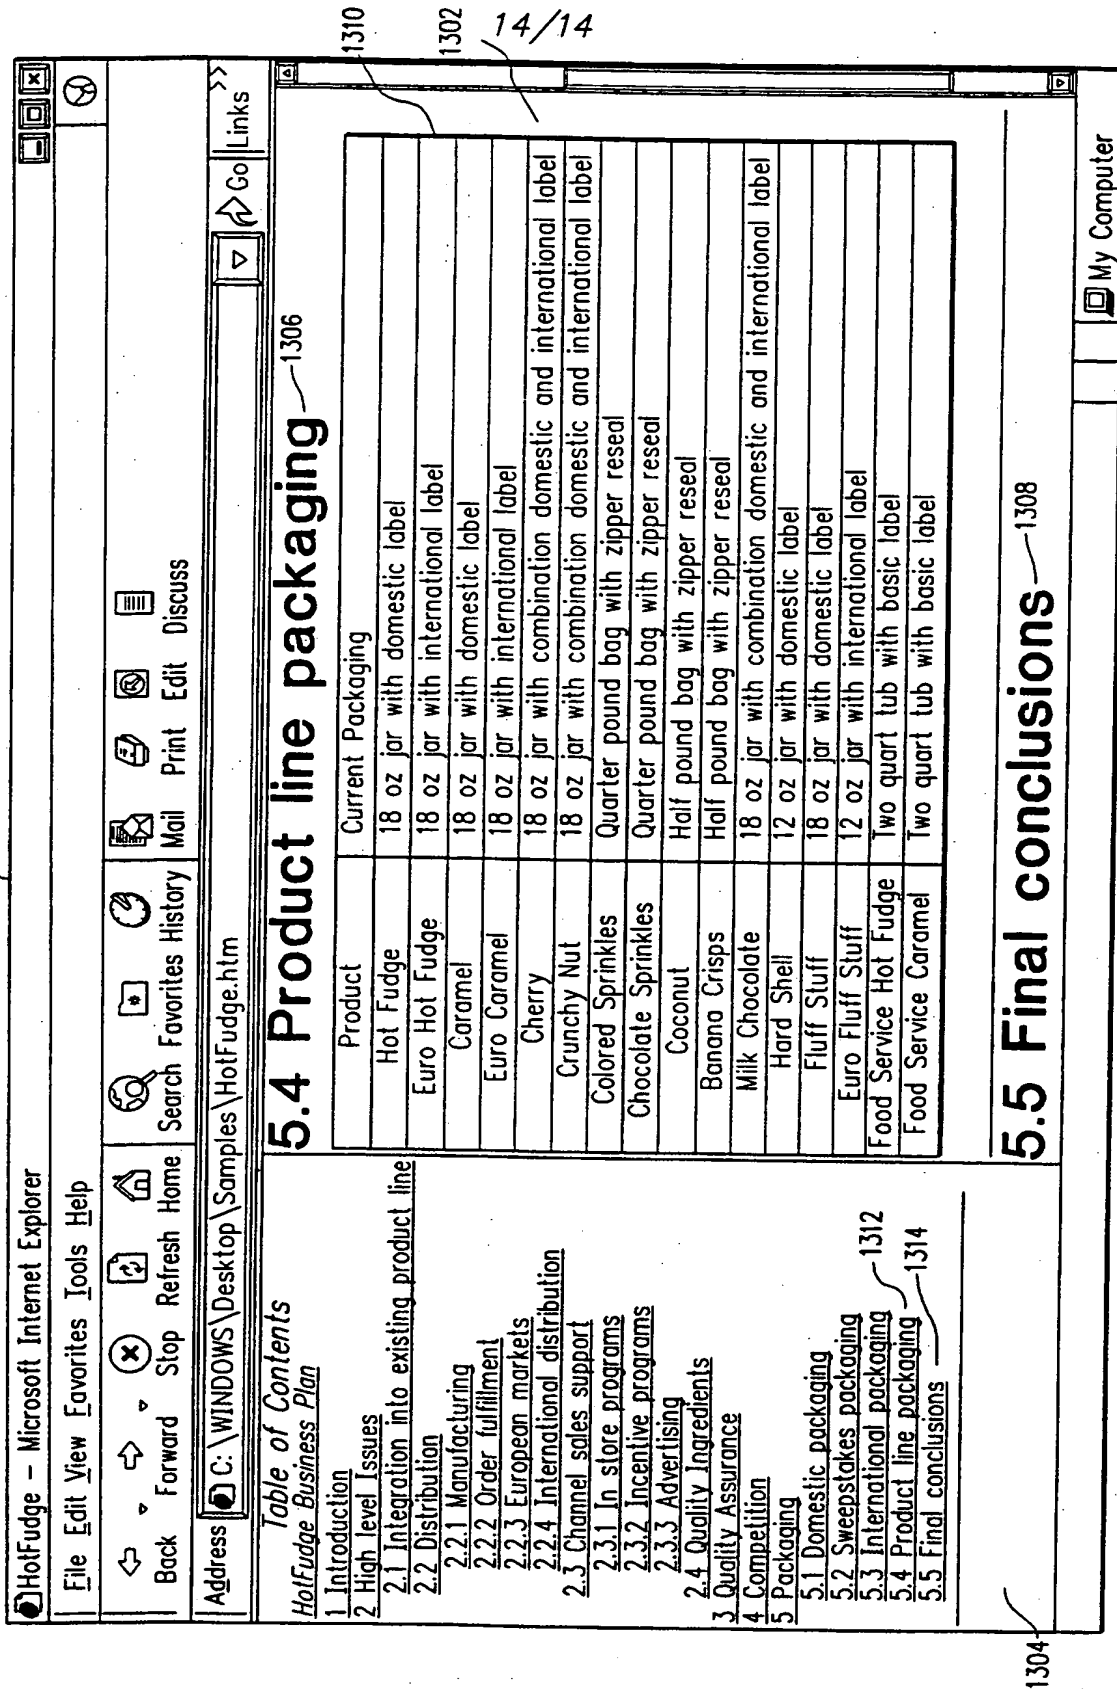 14/14
HotFudge – Microsoft Internet Explorer
File Edit View Favorites Tools Help
Back Forward Stop Refresh Home Search Favorites History Mail Print Edit Discuss
Address C:\WINDOWS\Desktop\Samples\HotFudge.htm Go Links >>
Table of Contents
HotFudge Business Plan
1 Introduction
2 High level Issues
2.1 Integration into existing product line
2.2 Distribution
2.2.1 Manufacturing
2.2.2 Order fulfillment
2.2.3 European markets
2.2.4 International distribution
2.3 Channel sales support
2.3.1 In store programs
2.3.2 Incentive programs
2.3.3 Advertising
2.4 Quality Ingredients
3 Quality Assurance
4 Competition
5 Packaging
5.1 Domestic packaging
5.2 Sweepstakes packaging
5.3 International packaging
5.4 Product line packaging 1312
5.5 Final conclusions 1314
1304
5.4 Product line packaging 1306
1310
1302
Product Current Packaging
Hot Fudge 18 oz jar with domestic label
Euro Hot Fudge 18 oz jar with international label
Caramel 18 oz jar with domestic label
Euro Caramel 18 oz jar with international label
Cherry 18 oz jar with combination domestic and international label
Crunchy Nut 18 oz jar with combination domestic and international label
Colored Sprinkles Quarter pound bag with zipper reseal
Chocolate Sprinkles Quarter pound bag with zipper reseal
Coconut Half pound bag with zipper reseal
Banana Crisps Half pound bag with zipper reseal
Milk Chocolate 18 oz jar with combination domestic and international label
Hard Shell 12 oz jar with domestic label
Fluff Stuff 18 oz jar with domestic label
Euro Fluff Stuff 12 oz jar with international label
Food Service Hot Fudge Two quart tub with basic label
Food Service Caramel Two quart tub with basic label
5.5 Final conclusions 1308
My Computer